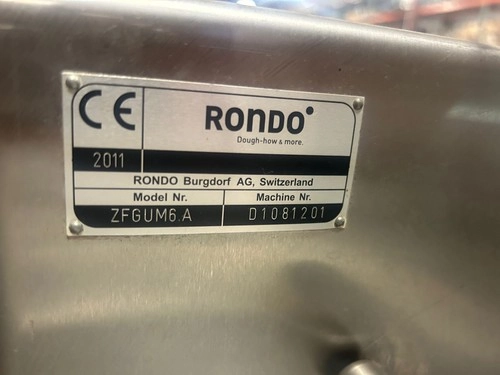 CE
RONDO
Dough-how & more.
2011
RONDO Burgdorf AG, Switzerland
Model Nr. Machine Nr.
ZFGUM6.A D1081201